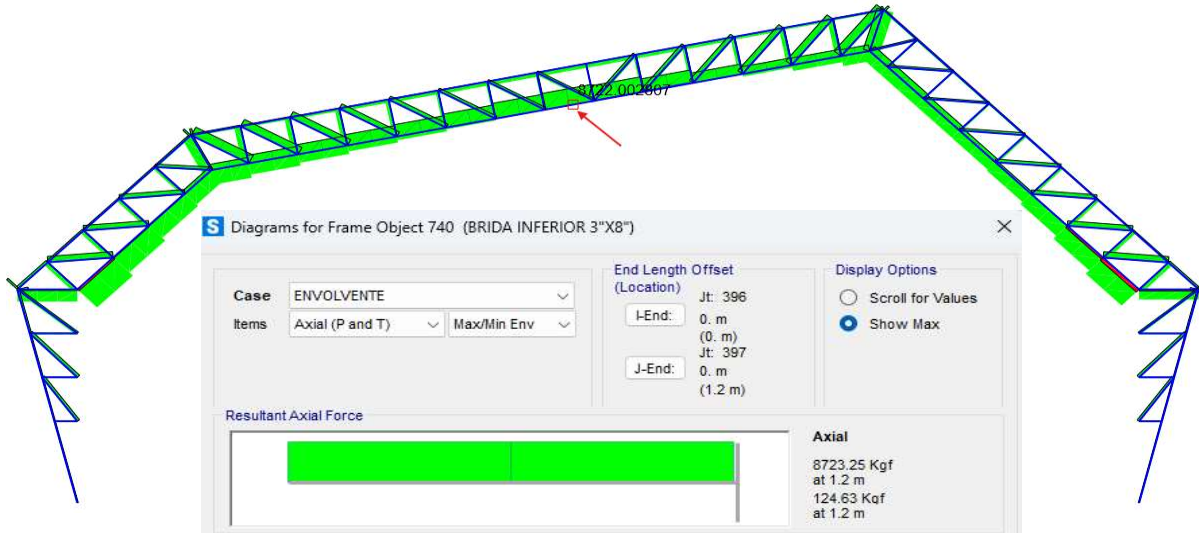 8722.002807
S Diagrams for Frame Object 740 (BRIDA INFERIOR 3"X8")
Case ENVOLVENTE
Items Axial (P and T) Max/Min Env
End Length Offset
(Location)
I-End:
Jt: 396
0. m
(0. m)
J-End:
Jt: 397
0. m
(1.2 m)
Display Options
Scroll for Values
Show Max
Resultant Axial Force
Axial
8723.25 Kgf
at 1.2 m
124.63 Kgf
at 1.2 m